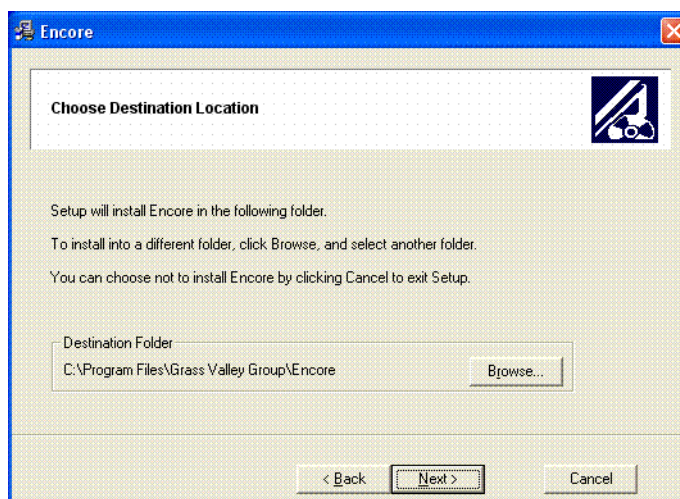 Encore
Choose Destination Location
Setup will install Encore in the following folder.
To install into a different folder, click Browse, and select another folder.
You can choose not to install Encore by clicking Cancel to exit Setup.
Destination Folder
C:\Program Files\Grass Valley Group\Encore
Browse...
< Back
Next >
Cancel